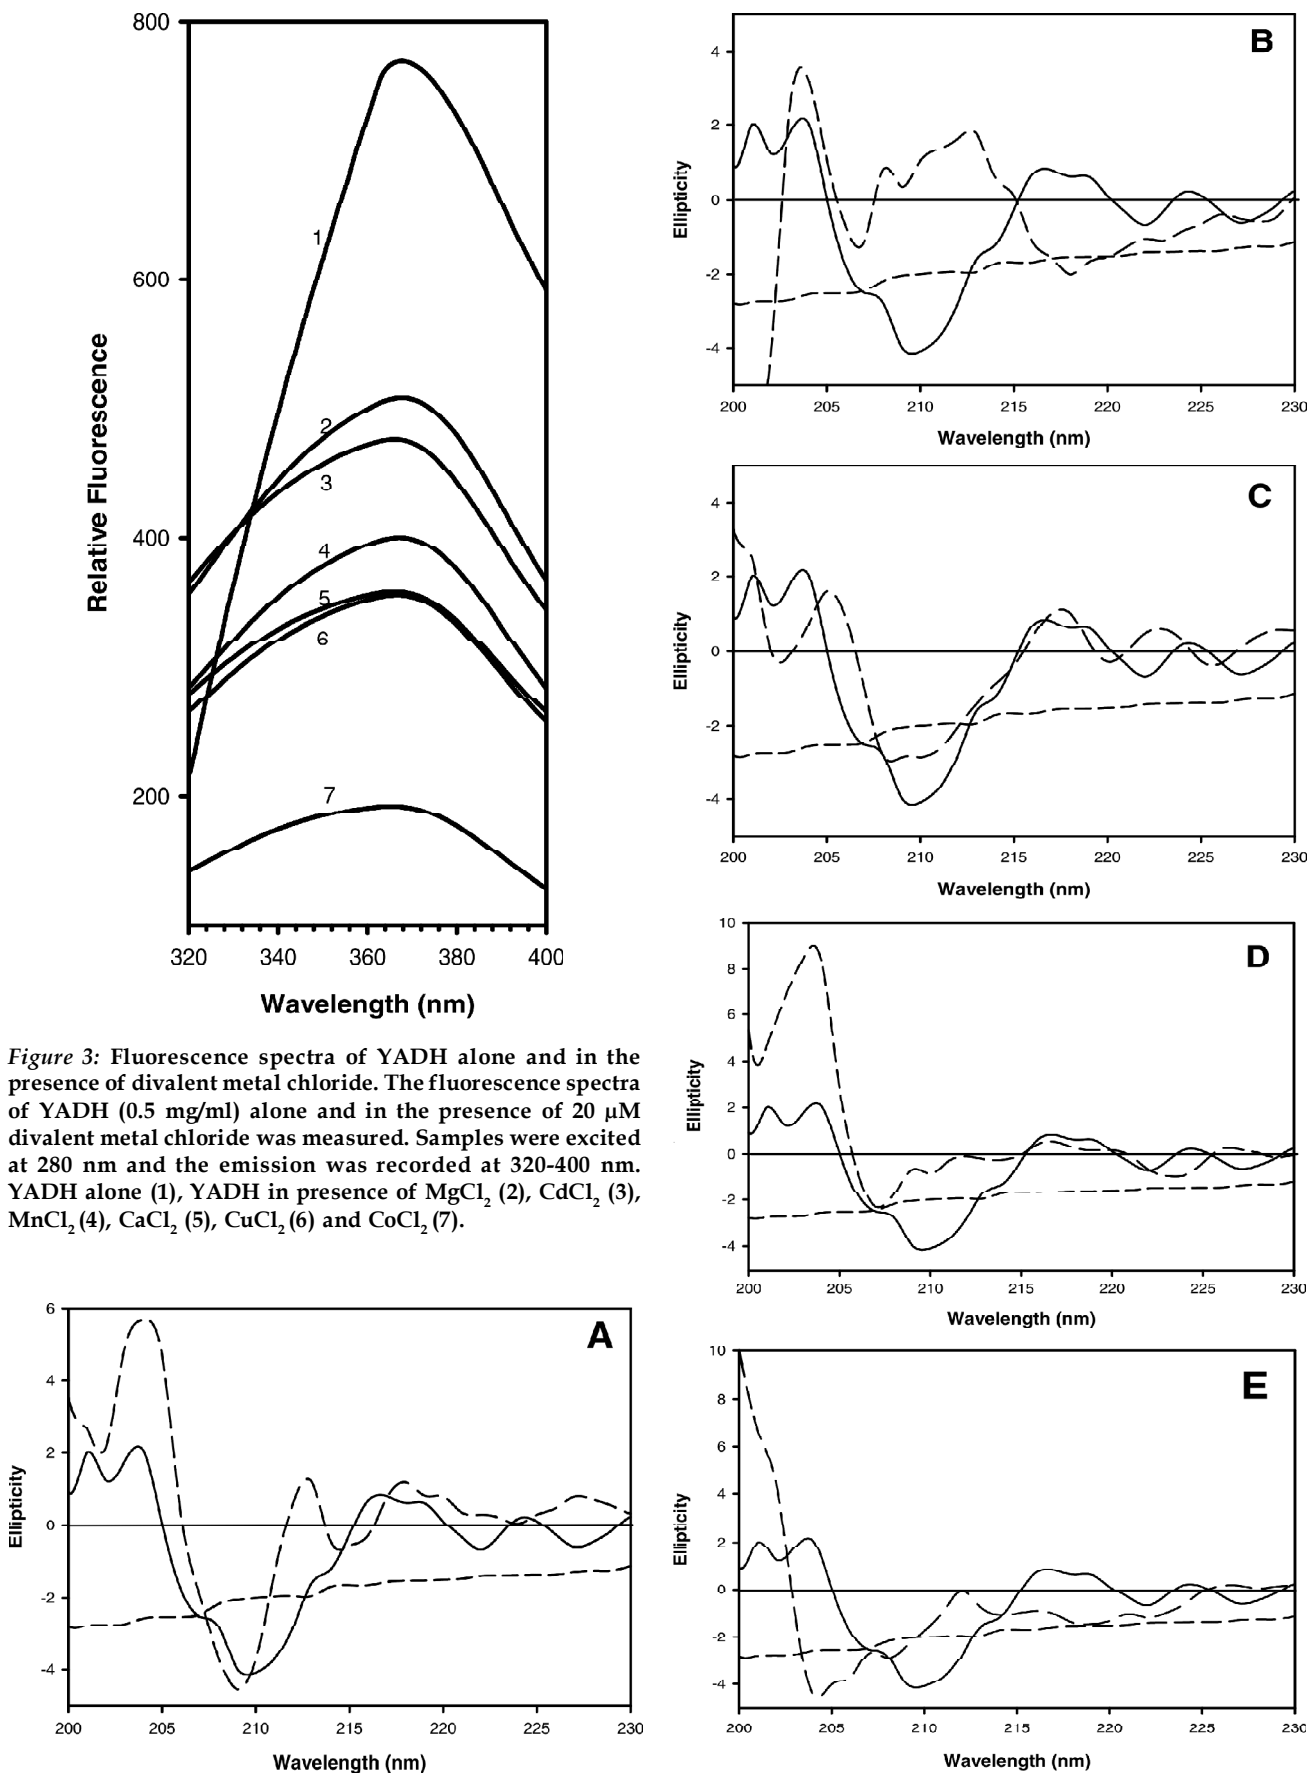 800
600
400
200
Relative Fluorescence
1
2
3
4
5
6
7
320 340 360 380 400
Wavelength (nm)
Figure 3: Fluorescence spectra of YADH alone and in the
presence of divalent metal chloride. The fluorescence spectra
of YADH (0.5 mg/ml) alone and in the presence of 20 µM
divalent metal chloride was measured. Samples were excited
at 280 nm and the emission was recorded at 320-400 nm.
YADH alone (1), YADH in presence of MgCl2 (2), CdCl2 (3),
MnCl2 (4), CaCl2 (5), CuCl2 (6) and CoCl2 (7).
A
6
4
2
0
-2
-4
Ellipticity
200 205 210 215 220 225 230
Wavelength (nm)
B
4
2
0
-2
-4
Ellipticity
200 205 210 215 220 225 230
Wavelength (nm)
C
4
2
0
-2
-4
Ellipticity
200 205 210 215 220 225 230
Wavelength (nm)
D
10
8
6
4
2
0
-2
-4
Ellipticity
200 205 210 215 220 225 230
Wavelength (nm)
E
10
8
6
4
2
0
-2
-4
Ellipticity
200 205 210 215 220 225 230
Wavelength (nm)